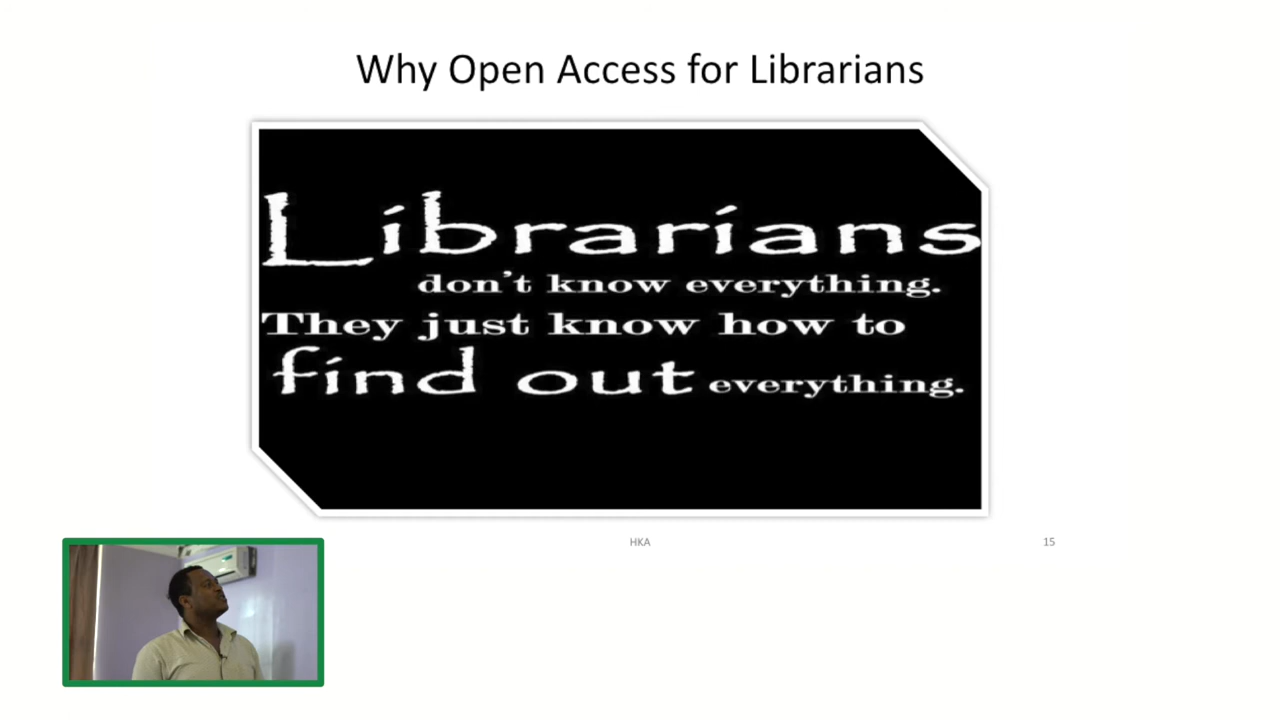 Why Open Access for Librarians
Librarians
don't know everything.
They just know how to
find out everything.
HKA
15